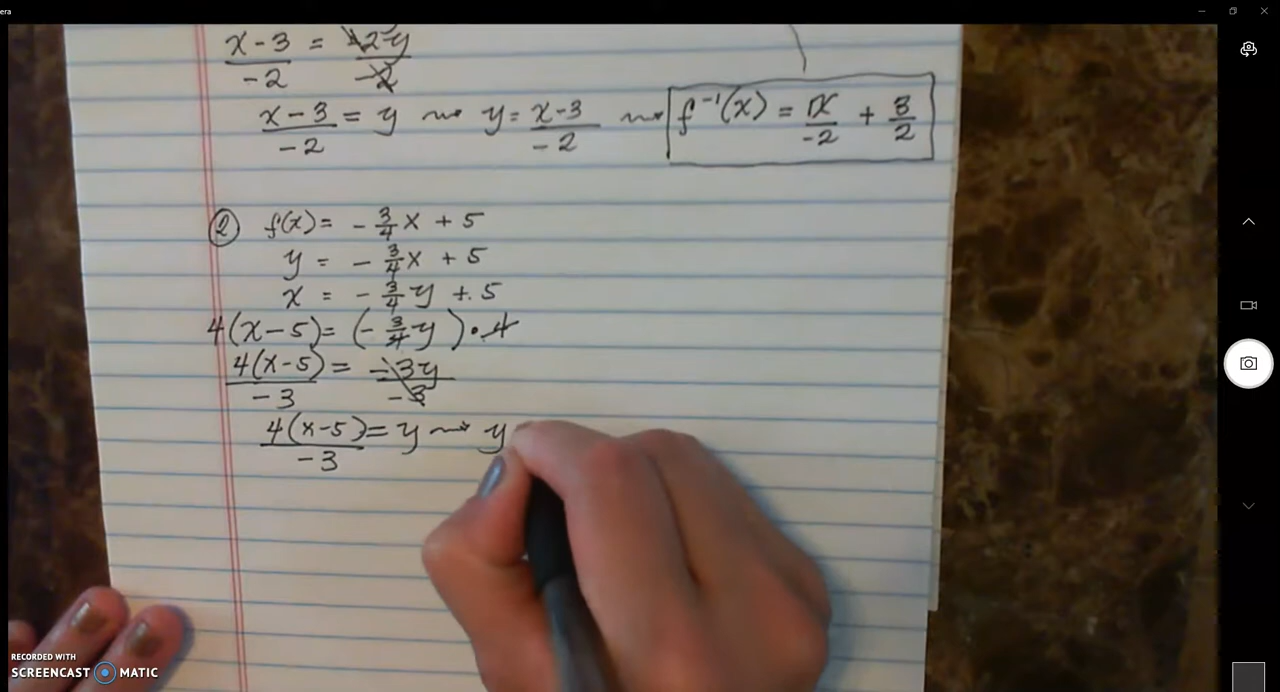 era
x - 3 = -2y
-2 -2
x - 3 = y ⇝ y = x - 3 ⇝ f⁻¹(x) = 1x + 3
-2 -2 -2 2
② f(x) = - 3/4 x + 5
y = - 3/4 x + 5
x = - 3/4 y + 5
4(x - 5) = (- 3/4 y) • 4
4(x - 5) = -3y
-3 -3
4(x - 5) = y ⇝ y
-3
RECORDED WITH
SCREENCAST MATIC